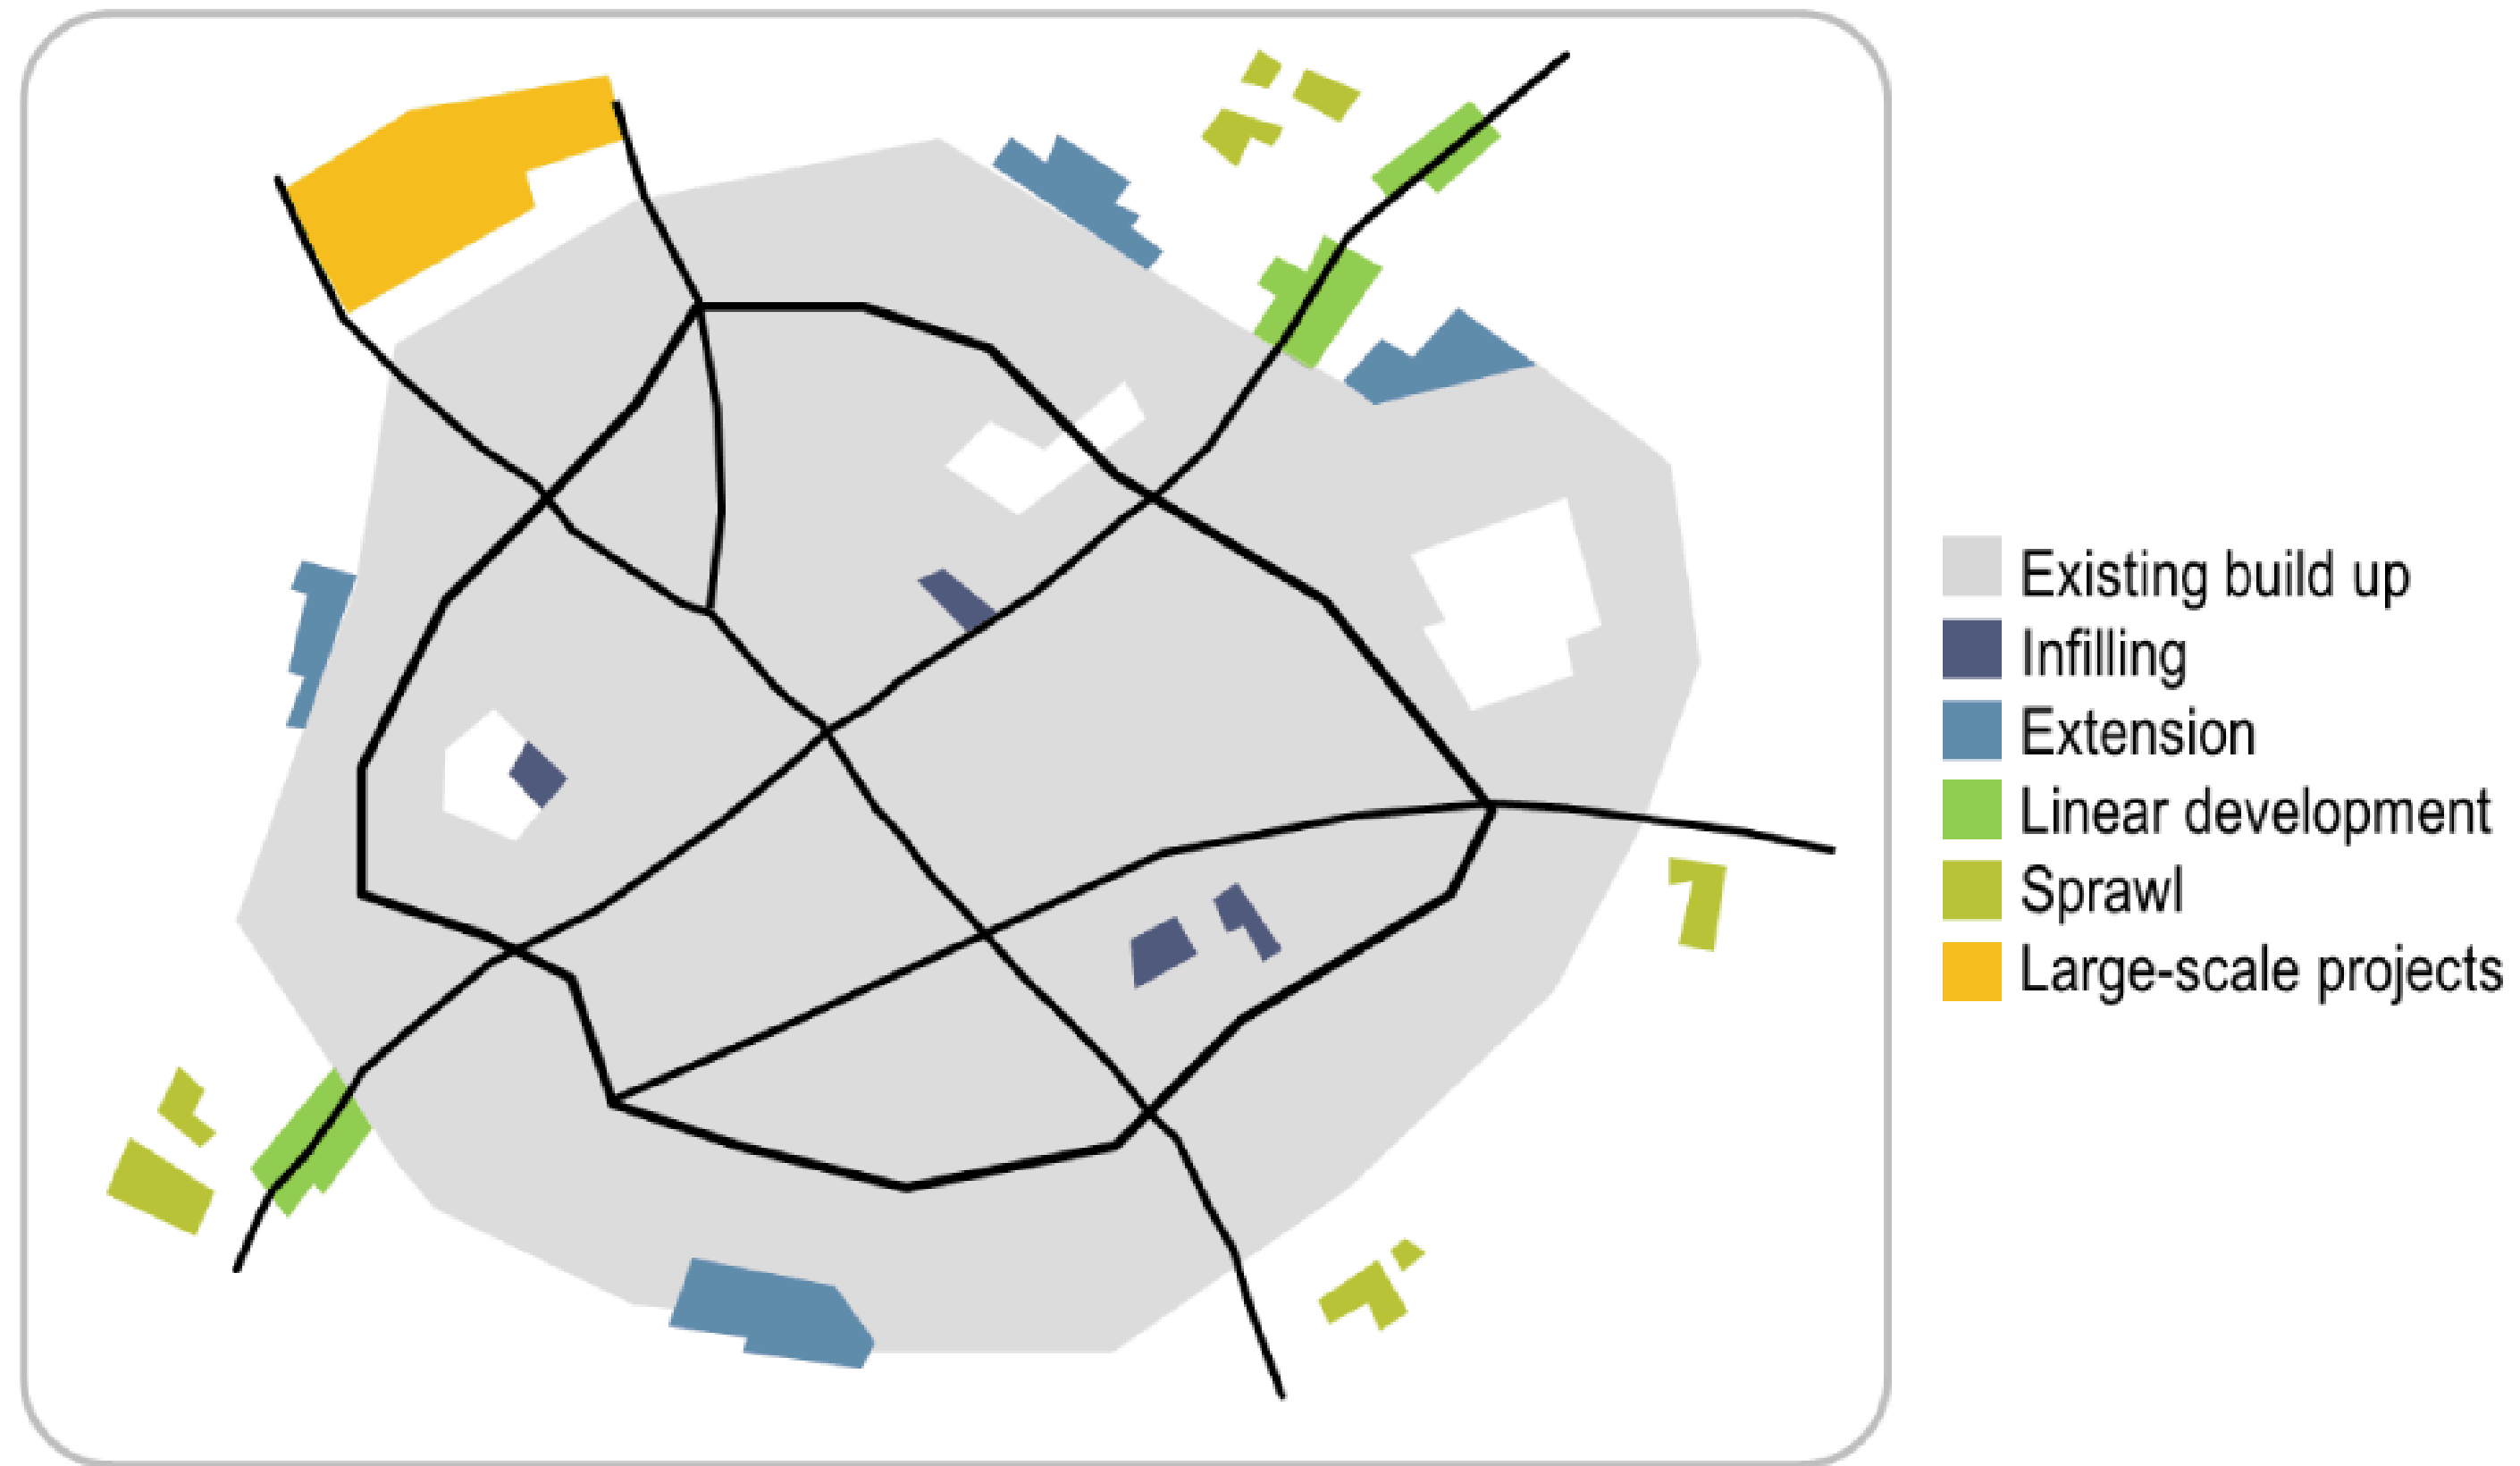 Existing build up
Infilling
Extension
Linear development
Sprawl
Large-scale projects